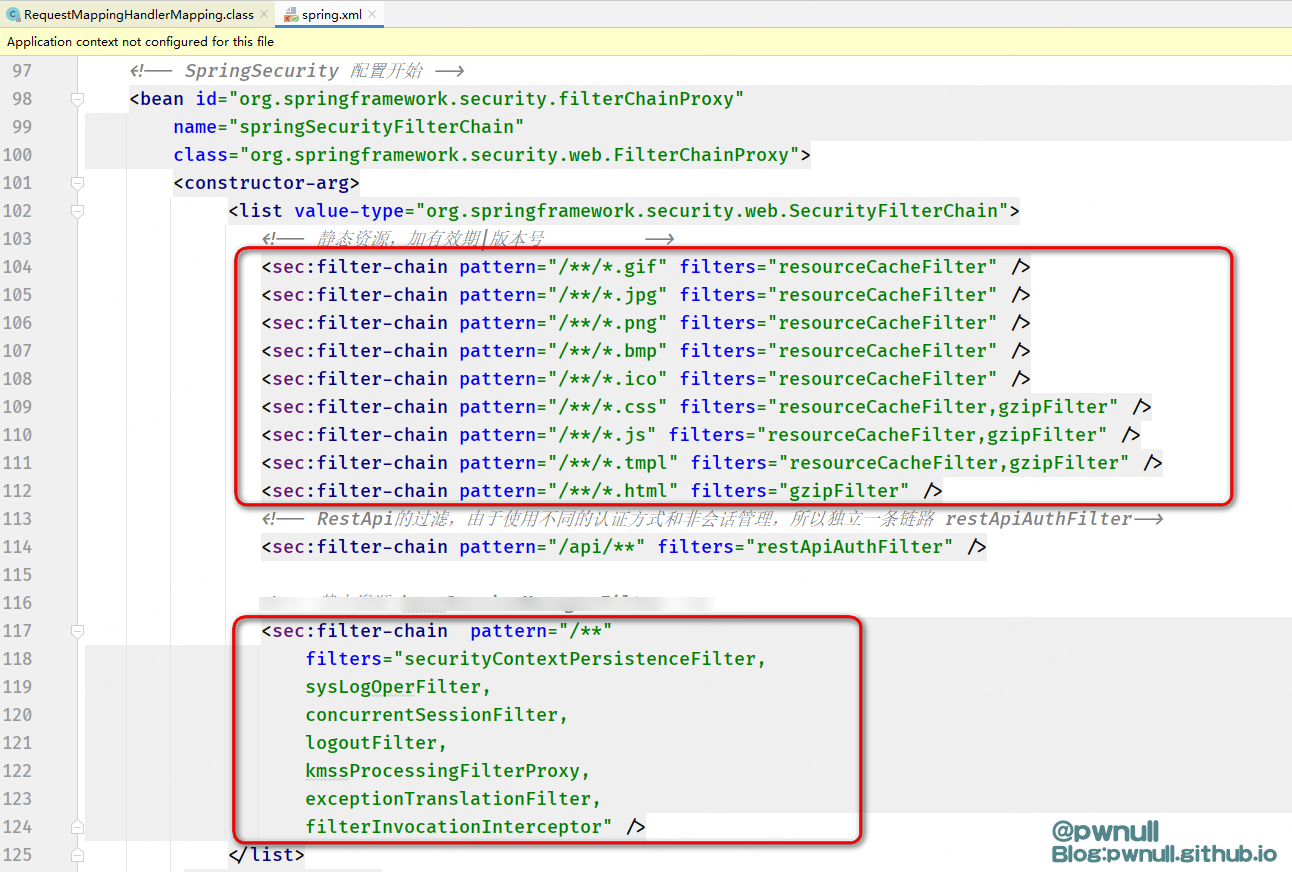 RequestMappingHandlerMapping.class
spring.xml
Application context not configured for this file
97 <!-- SpringSecurity 配置开始 -->
98 <bean id="org.springframework.security.filterChainProxy"
99 name="springSecurityFilterChain"
100 class="org.springframework.security.web.FilterChainProxy">
101 <constructor-arg>
102 <list value-type="org.springframework.security.web.SecurityFilterChain">
103 <!-- 静态资源，加有效期|版本号 -->
104 <sec:filter-chain pattern="/**/*.gif" filters="resourceCacheFilter" />
105 <sec:filter-chain pattern="/**/*.jpg" filters="resourceCacheFilter" />
106 <sec:filter-chain pattern="/**/*.png" filters="resourceCacheFilter" />
107 <sec:filter-chain pattern="/**/*.bmp" filters="resourceCacheFilter" />
108 <sec:filter-chain pattern="/**/*.ico" filters="resourceCacheFilter" />
109 <sec:filter-chain pattern="/**/*.css" filters="resourceCacheFilter,gzipFilter" />
110 <sec:filter-chain pattern="/**/*.js" filters="resourceCacheFilter,gzipFilter" />
111 <sec:filter-chain pattern="/**/*.tmpl" filters="resourceCacheFilter,gzipFilter" />
112 <sec:filter-chain pattern="/**/*.html" filters="gzipFilter" />
113 <!-- RestApi的过滤，由于使用不同的认证方式和非会话管理，所以独立一条链路 restApiAuthFilter-->
114 <sec:filter-chain pattern="/api/**" filters="restApiAuthFilter" />
115
116
117 <sec:filter-chain pattern="/**"
118 filters="securityContextPersistenceFilter,
119 sysLogOperFilter,
120 concurrentSessionFilter,
121 logoutFilter,
122 kmssProcessingFilterProxy,
123 exceptionTranslationFilter,
124 filterInvocationInterceptor" />
125 </list>
@pwnull
Blog:pwnull.github.io